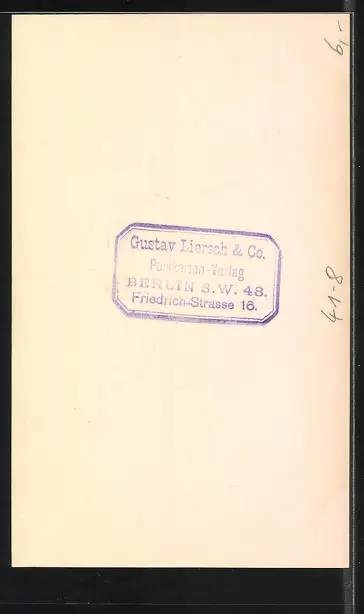 6,-
Gustav Liersch & Co.
Postkarten-Verlag
BERLIN S.W. 48.
Friedrich-Strasse 16.
41-8